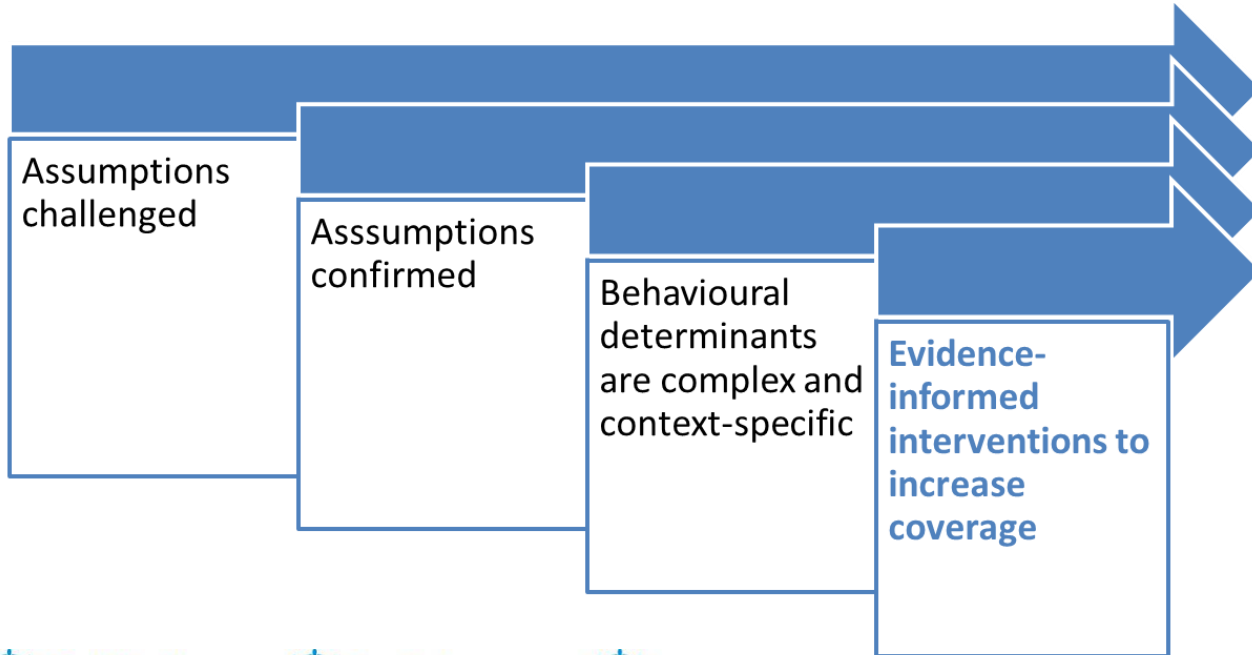 Assumptions
challenged
Asssumptions
confirmed
Behavioural
determinants
are complex and
context-specific
Evidence-
informed
interventions to
increase
coverage